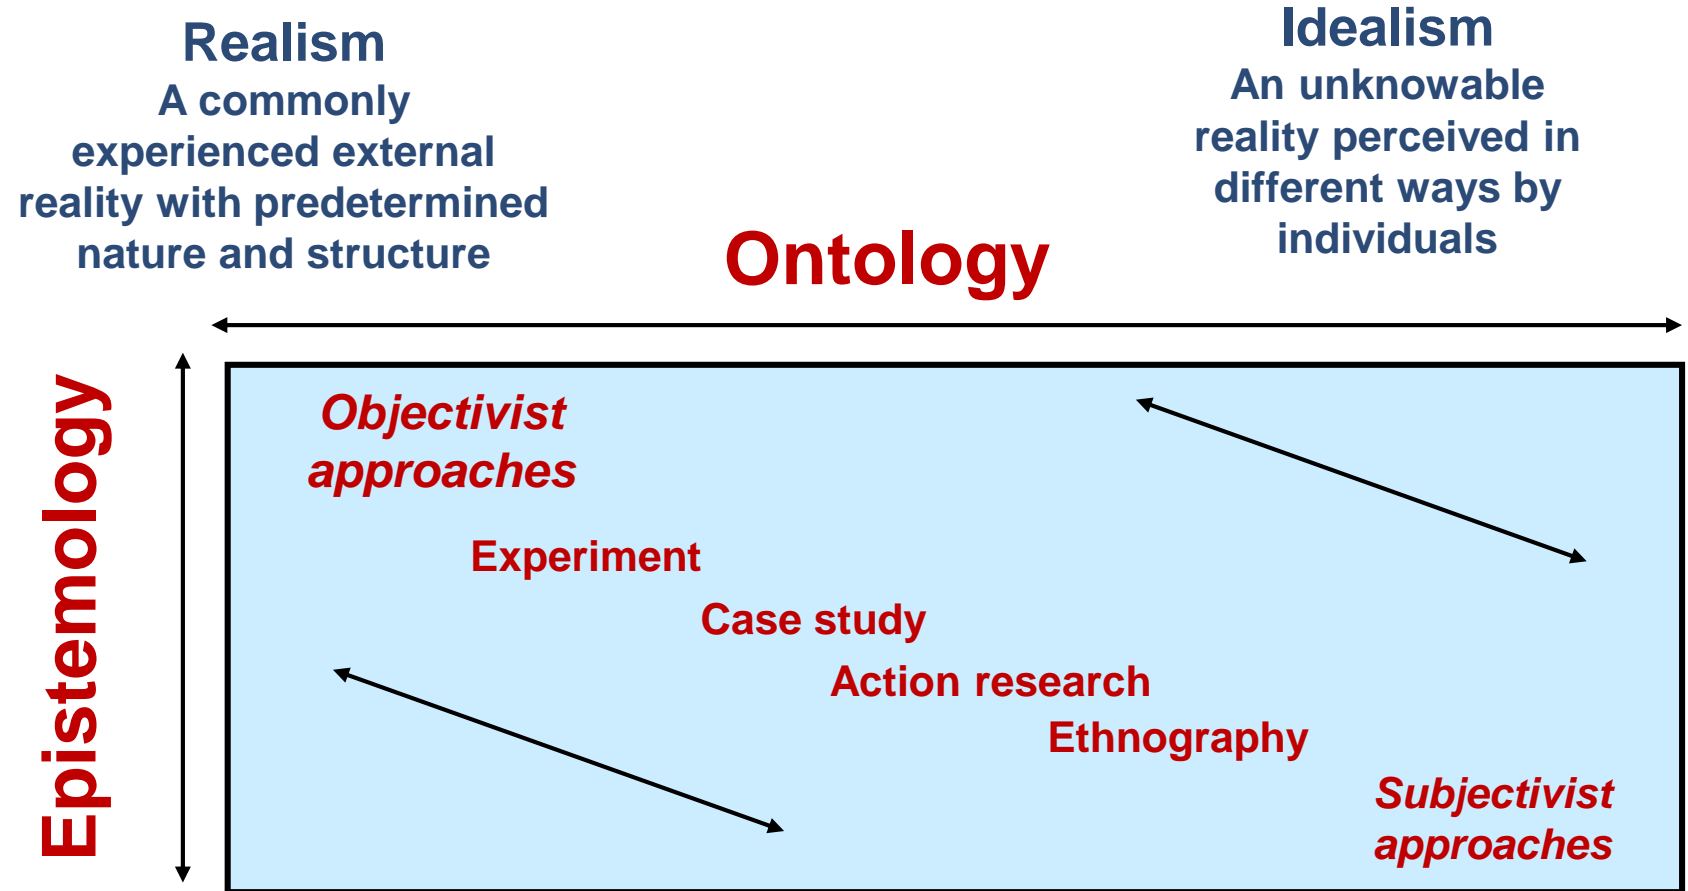 Realism
A commonly
experienced external
reality with predetermined
nature and structure
Idealism
An unknowable
reality perceived in
different ways by
individuals
Ontology
Epistemology
Objectivist
approaches
Experiment
Case study
Action research
Ethnography
Subjectivist
approaches